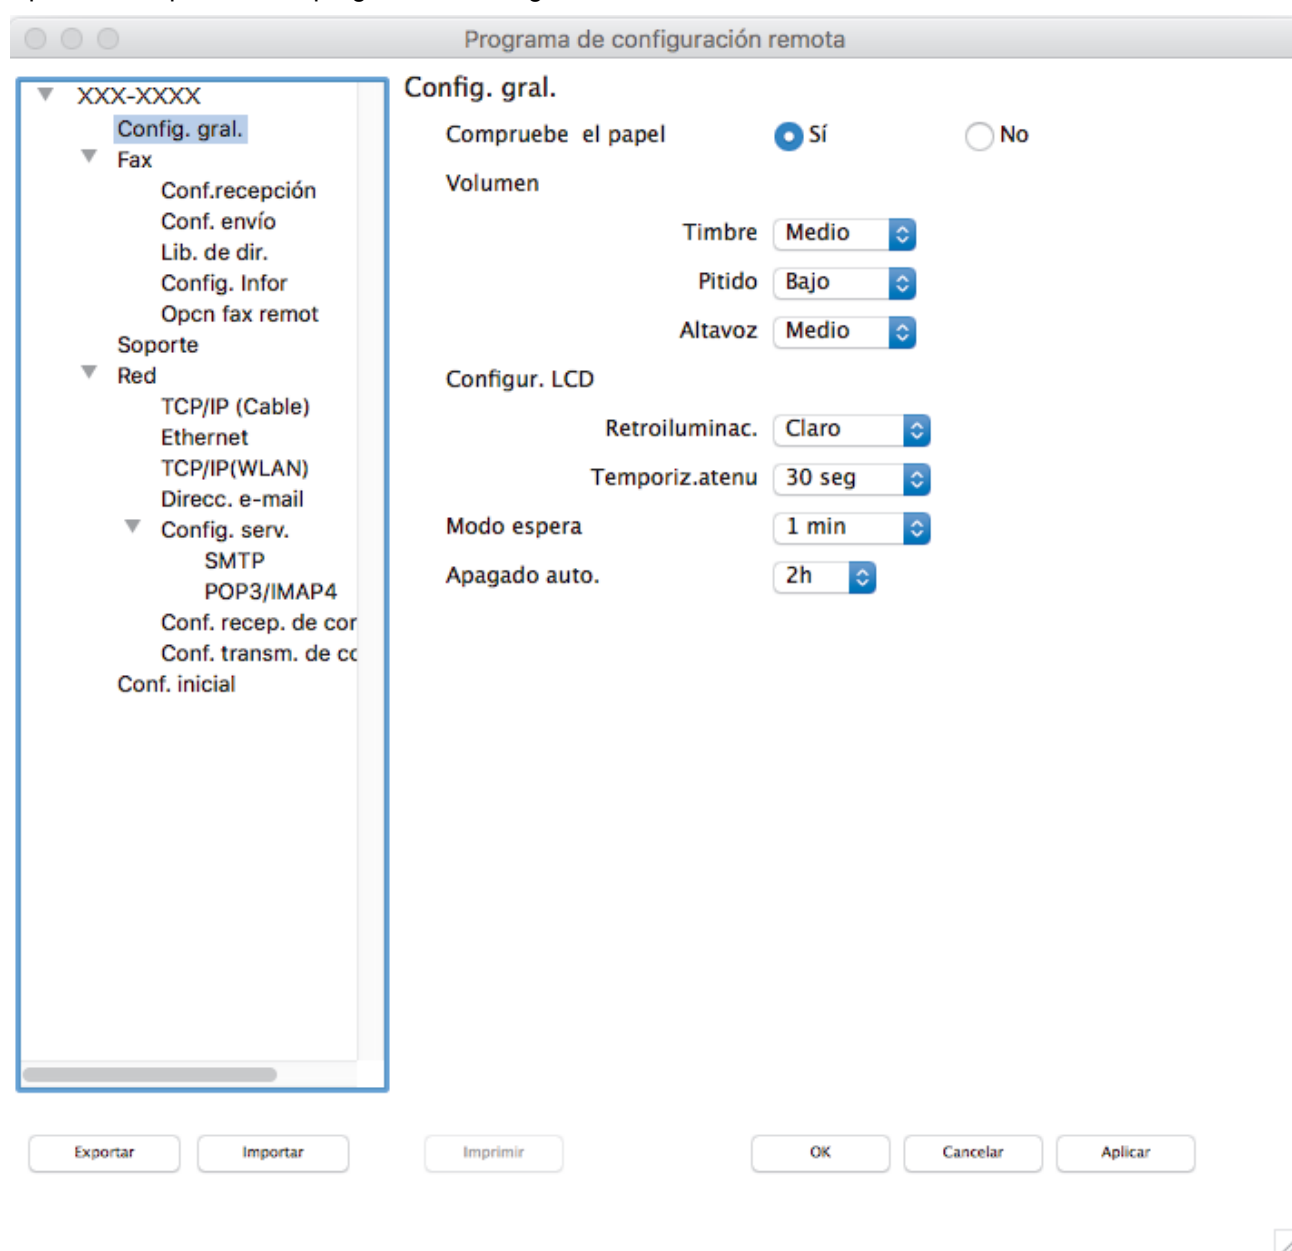 Programa de configuración remota
XXX-XXXX
Config. gral.
Fax
Conf.recepción
Conf. envío
Lib. de dir.
Config. Infor
Opcn fax remot
Soporte
Red
TCP/IP (Cable)
Ethernet
TCP/IP(WLAN)
Direcc. e-mail
Config. serv.
SMTP
POP3/IMAP4
Conf. recep. de cor
Conf. transm. de co
Conf. inicial
Config. gral.
Compruebe el papel Sí No
Volumen
Timbre Medio
Pitido Bajo
Altavoz Medio
Configur. LCD
Retroiluminac. Claro
Temporiz.atenu 30 seg
Modo espera 1 min
Apagado auto. 2h
Exportar Importar Imprimir OK Cancelar Aplicar